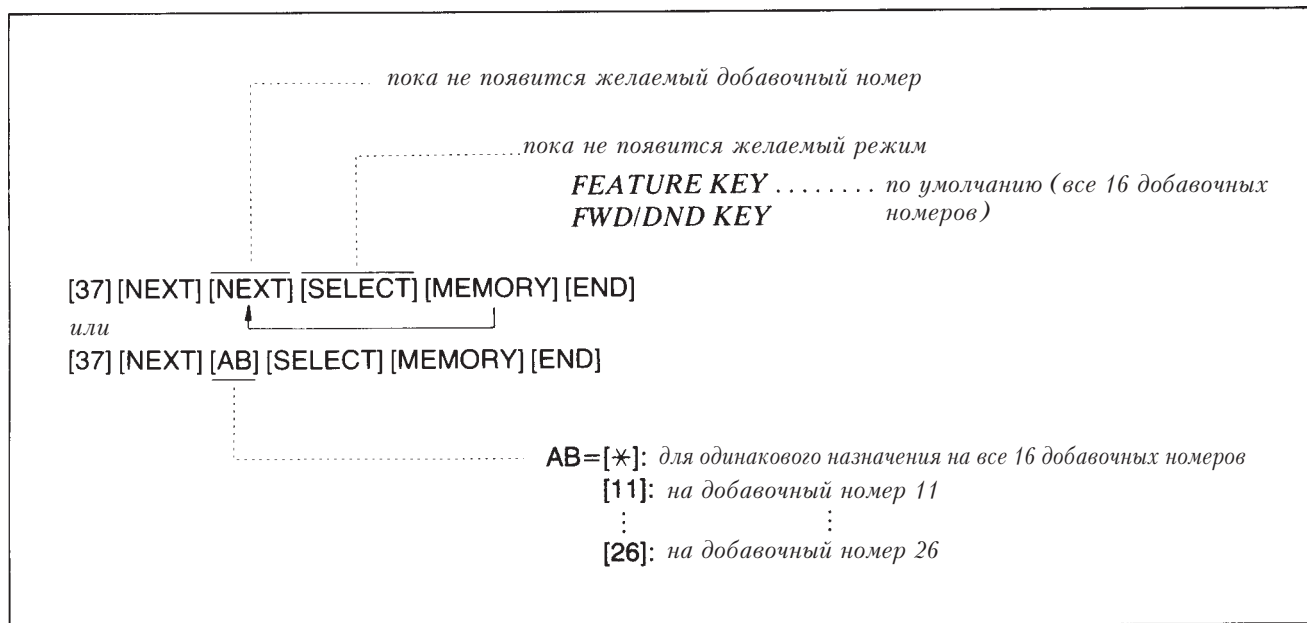 пока не появится желаемый добавочный номер
пока не появится желаемый режим
FEATURE KEY ........ по умолчанию (все 16 добавочных
FWD/DND KEY номеров)
[37] [NEXT] [NEXT] [SELECT] [MEMORY] [END]
или
[37] [NEXT] [AB] [SELECT] [MEMORY] [END]
AB=[*]: для одинакового назначения на все 16 добавочных номеров
[11]: на добавочный номер 11
⋮ ⋮
[26]: на добавочный номер 26